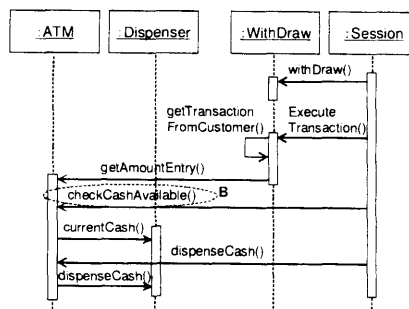 :ATM
:Dispenser
:WithDraw
:Session
withDraw()
getTransaction
FromCustomer()
Execute
Transaction()
getAmountEntry()
checkCashAvailable()
B
currentCash()
dispenseCash()
dispenseCash()